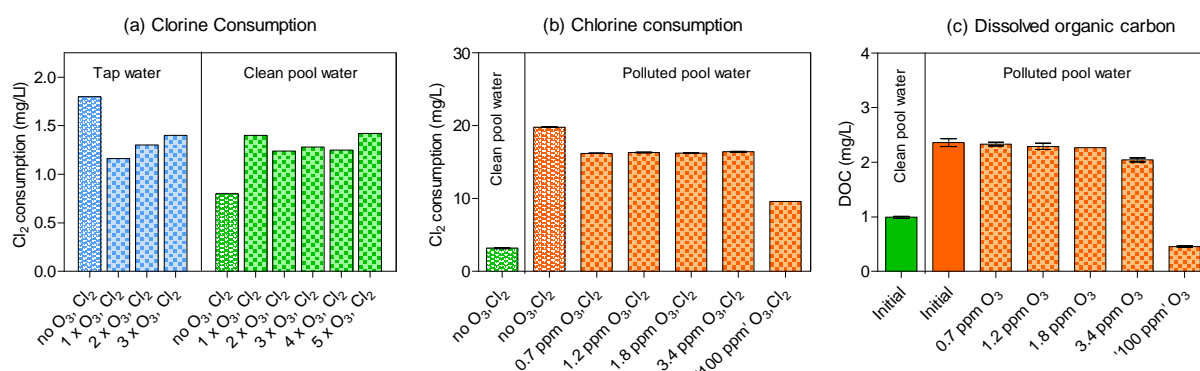 (a) Clorine Consumption
Cl₂ consumption (mg/Ll)
2.0
1.5
1.0
0.5
0.0
Tap water
Clean pool water
no O₃, Cl₂
1 x O₃, Cl₂
2 x O₃, Cl₂
3 x O₃, Cl₂
no O₃, Cl₂
1 x O₃, Cl₂
2 x O₃, Cl₂
3 x O₃, Cl₂
4 x O₃, Cl₂
5 x O₃, Cl₂
(b) Chlorine consumption
Cl₂ consumption (mg/L)
30
20
10
0
Clean pool water
Polluted pool water
no O₃,Cl₂
no O₃,Cl₂
0.7 ppm O₃,Cl₂
1.2 ppm O₃,Cl₂
1.8 ppm O₃,Cl₂
3.4 ppm O₃,Cl₂
'100 ppm' O₃,Cl₂
(c) Dissolved organic carbon
DOC (mg/L)
4
3
2
1
0
Clean pool water
Polluted pool water
Initial
Initial
0.7 ppm O₃
1.2 ppm O₃
1.8 ppm O₃
3.4 ppm O₃
'100 ppm' O₃